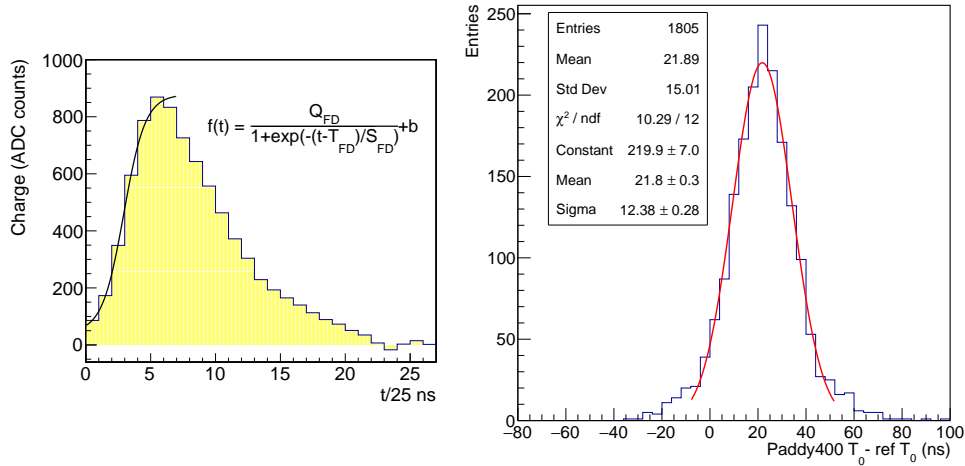 Charge (ADC counts)
1000
800
600
400
200
0
f(t) = Q_FD / 1+exp(-(t-T_FD)/S_FD) +b
0 5 10 15 20 25
t/25 ns
Entries
250
200
150
100
50
0
Entries 1805
Mean 21.89
Std Dev 15.01
χ² / ndf 10.29 / 12
Constant 219.9 ± 7.0
Mean 21.8 ± 0.3
Sigma 12.38 ± 0.28
−80 −60 −40 −20 0 20 40 60 80 100
Paddy400 T_0- ref T_0 (ns)